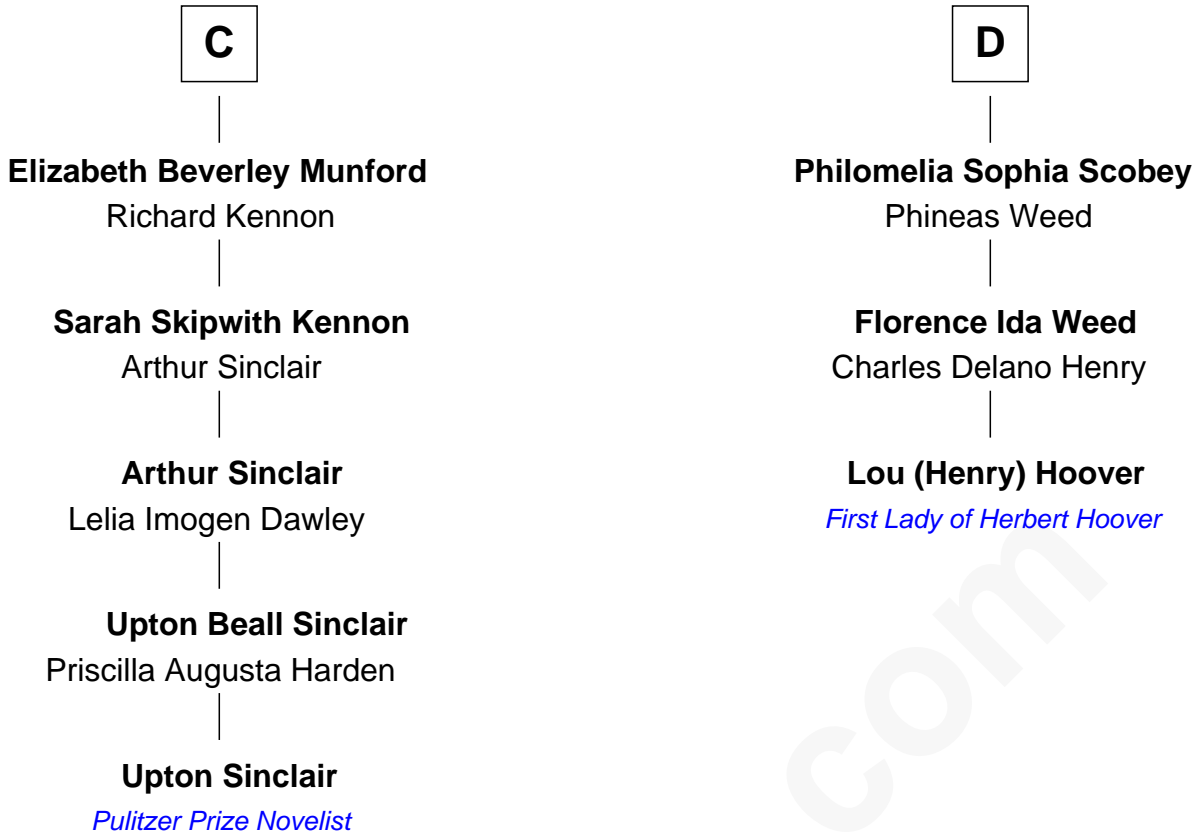 C
Elizabeth Beverley Munford
Richard Kennon
Sarah Skipwith Kennon
Arthur Sinclair
Arthur Sinclair
Lelia Imogen Dawley
Upton Beall Sinclair
Priscilla Augusta Harden
Upton Sinclair
Pulitzer Prize Novelist
D
Philomelia Sophia Scobey
Phineas Weed
Florence Ida Weed
Charles Delano Henry
Lou (Henry) Hoover
First Lady of Herbert Hoover
com